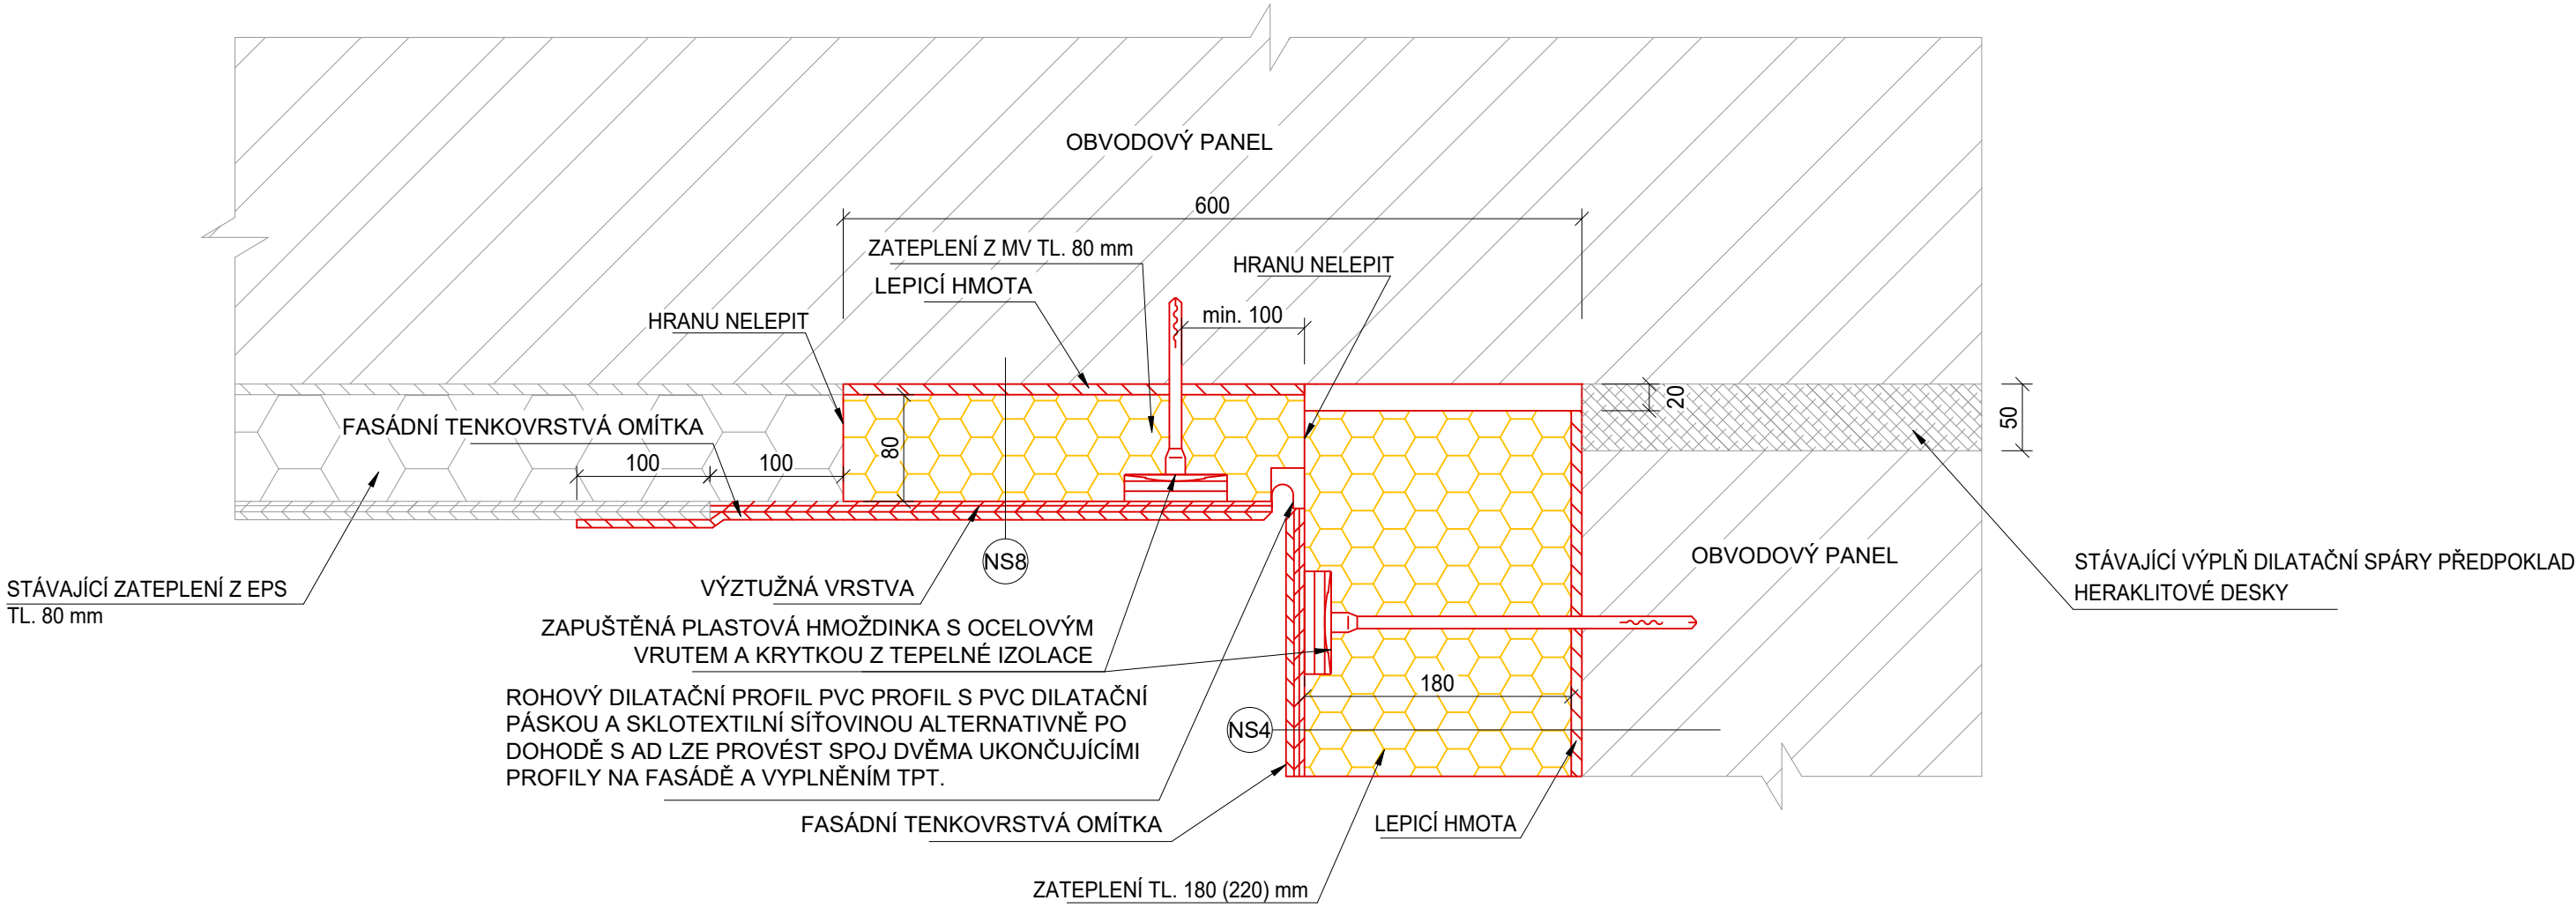 OBVODOVÝ PANEL
600
ZATEPLENÍ Z MV TL. 80 mm
HRANU NELEPIT
LEPICÍ HMOTA
min. 100
HRANU NELEPIT
20
50
FASÁDNÍ TENKOVRSTVÁ OMÍTKA
80
100
100
OBVODOVÝ PANEL
NS8
STÁVAJÍCÍ VÝPLŇ DILATAČNÍ SPÁRY PŘEDPOKLAD
HERAKLITOVÉ DESKY
STÁVAJÍCÍ ZATEPLENÍ Z EPS
TL. 80 mm
VÝZTUŽNÁ VRSTVA
ZAPUŠTĚNÁ PLASTOVÁ HMOŽDINKA S OCELOVÝM
VRUTEM A KRYTKOU Z TEPELNÉ IZOLACE
180
ROHOVÝ DILATAČNÍ PROFIL PVC PROFIL S PVC DILATAČNÍ
PÁSKOU A SKLOTEXTILNÍ SÍŤOVINOU ALTERNATIVNĚ PO
DOHODĚ S AD LZE PROVÉST SPOJ DVĚMA UKONČUJÍCÍMI
PROFILY NA FASÁDĚ A VYPLNĚNÍM TPT.
NS4
FASÁDNÍ TENKOVRSTVÁ OMÍTKA
LEPICÍ HMOTA
ZATEPLENÍ TL. 180 (220) mm